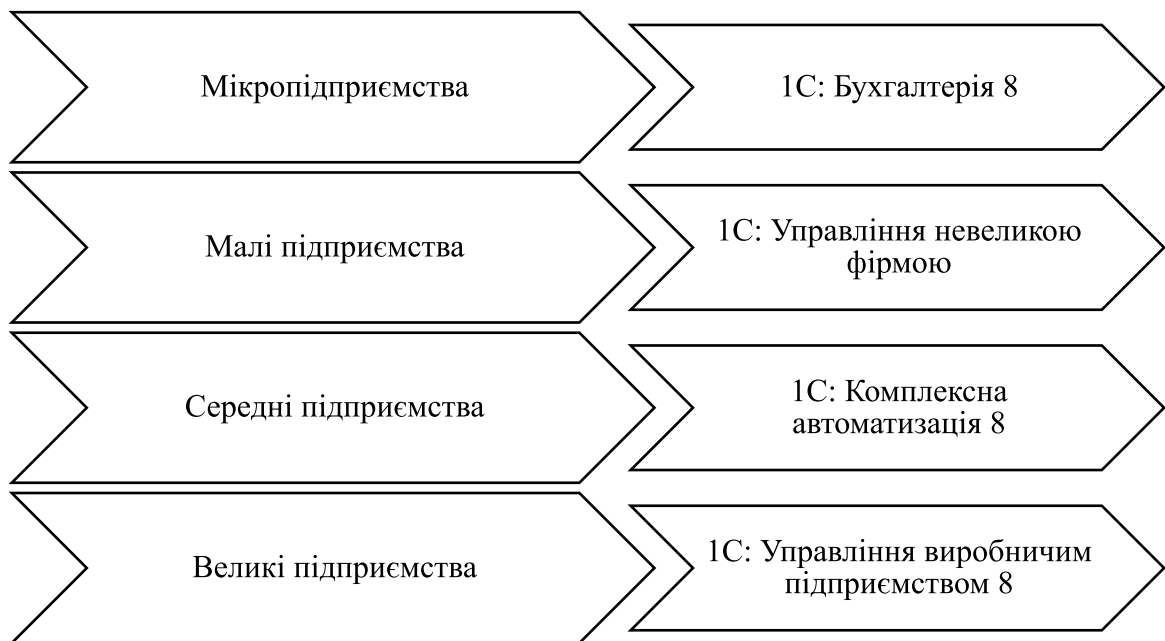 Мікропідприємства
1С: Бухгалтерія 8
Малі підприємства
1С: Управління невеликою
фірмою
Середні підприємства
1С: Комплексна
автоматизація 8
Великі підприємства
1С: Управління виробничим
підприємством 8